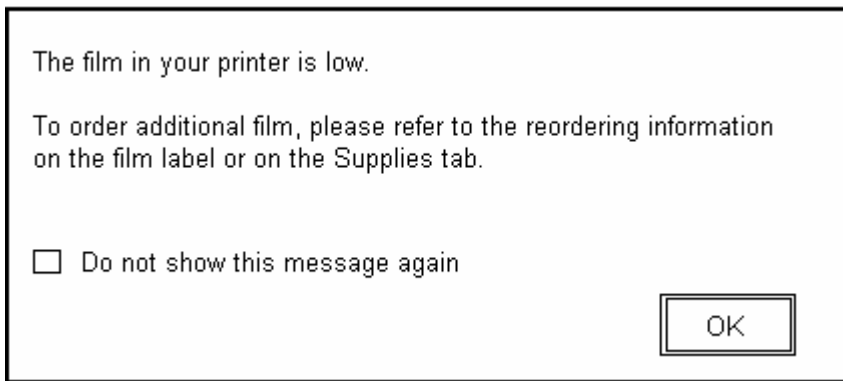 The film in your printer is low.
To order additional film, please refer to the reordering information
on the film label or on the Supplies tab.
Do not show this message again
OK